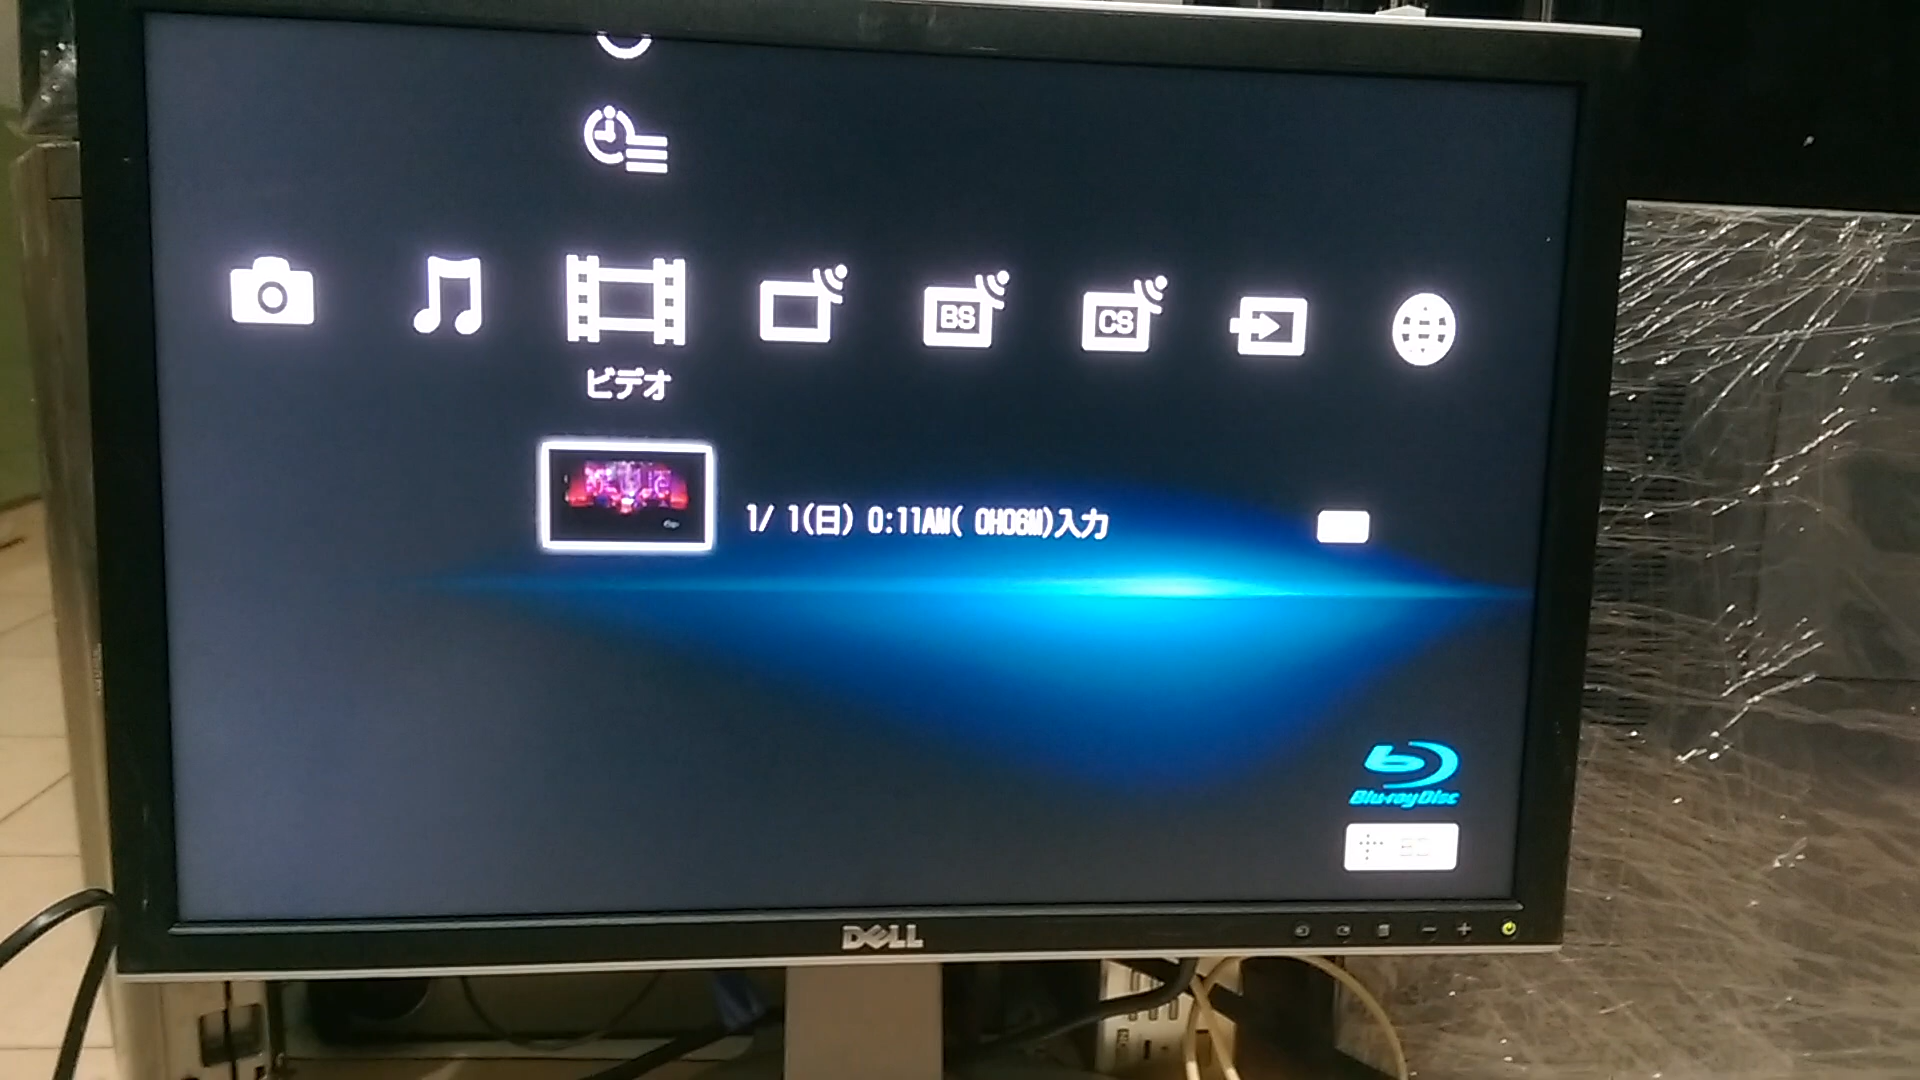 BS
CS
ビデオ
1/ 1(日) 0:11AM( 0H06M)入力
Blu-ray Disc
DELL